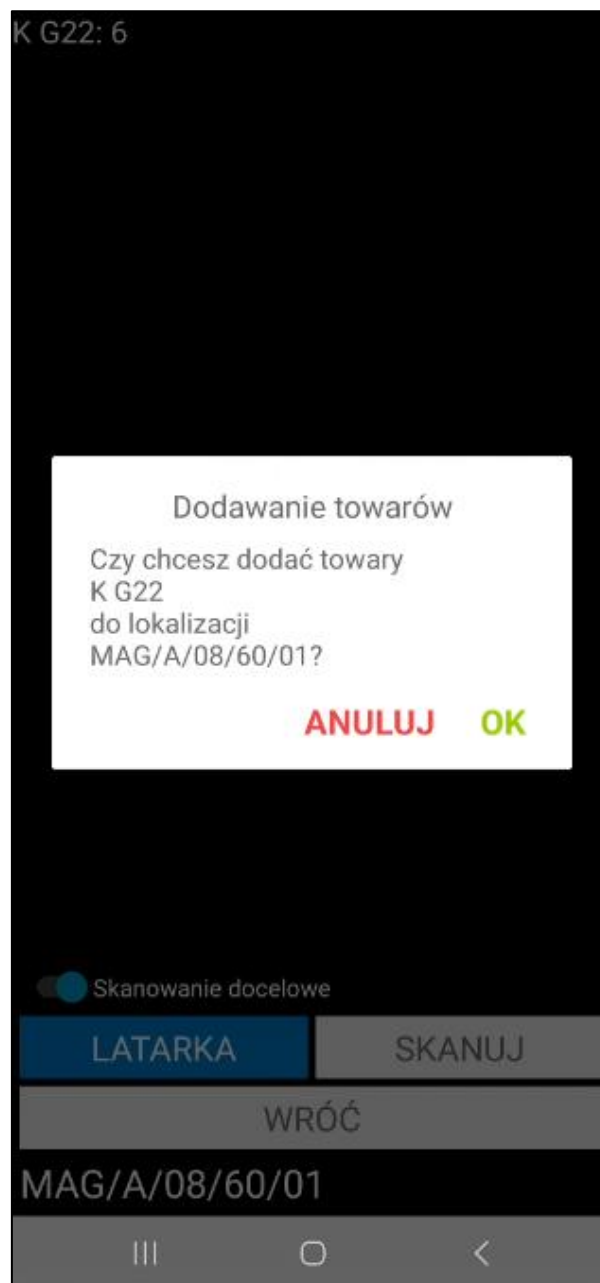 K G22: 6
Dodawanie towarów
Czy chcesz dodać towary
K G22
do lokalizacji
MAG/A/08/60/01?
ANULUJ OK
Skanowanie docelowe
LATARKA SKANUJ
WRÓĆ
MAG/A/08/60/01